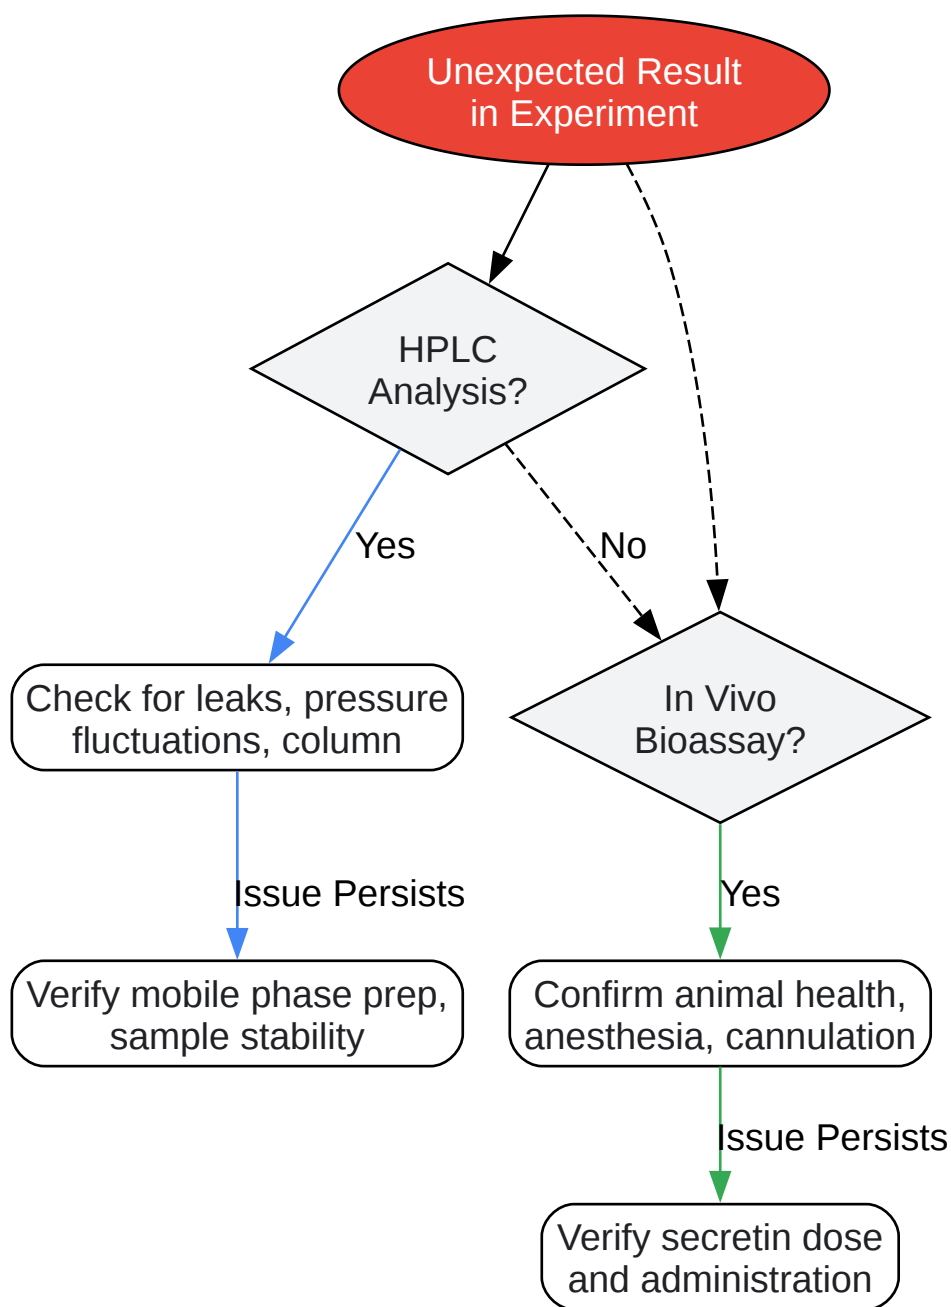 Unexpected Result
in Experiment
HPLC
Analysis?
Yes
No
Check for leaks, pressure
fluctuations, column
In Vivo
Bioassay?
Issue Persists
Yes
Verify mobile phase prep,
sample stability
Confirm animal health,
anesthesia, cannulation
Issue Persists
Verify secretin dose
and administration